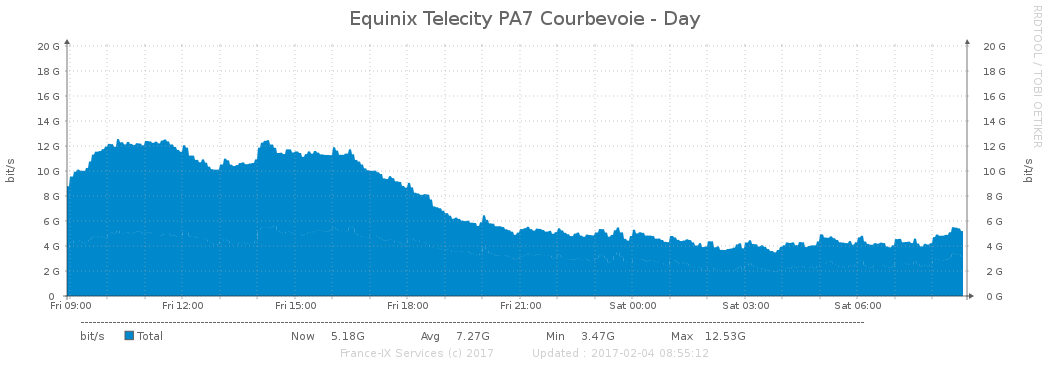 Equinix Telecity PA7 Courbevoie - Day
RRDTOOL / TOBI OETIKER
bit/s
bit/s
20 G 20 G
18 G 18 G
16 G 16 G
14 G 14 G
12 G 12 G
10 G 10 G
8 G 8 G
6 G 6 G
4 G 4 G
2 G 2 G
0 0 G
Fri 09:00 Fri 12:00 Fri 15:00 Fri 18:00 Fri 21:00 Sat 00:00 Sat 03:00 Sat 06:00
bit/s Total Now 5.18G Avg 7.27G Min 3.47G Max 12.53G
France-IX Services (c) 2017 Updated : 2017-02-04 08:55:12